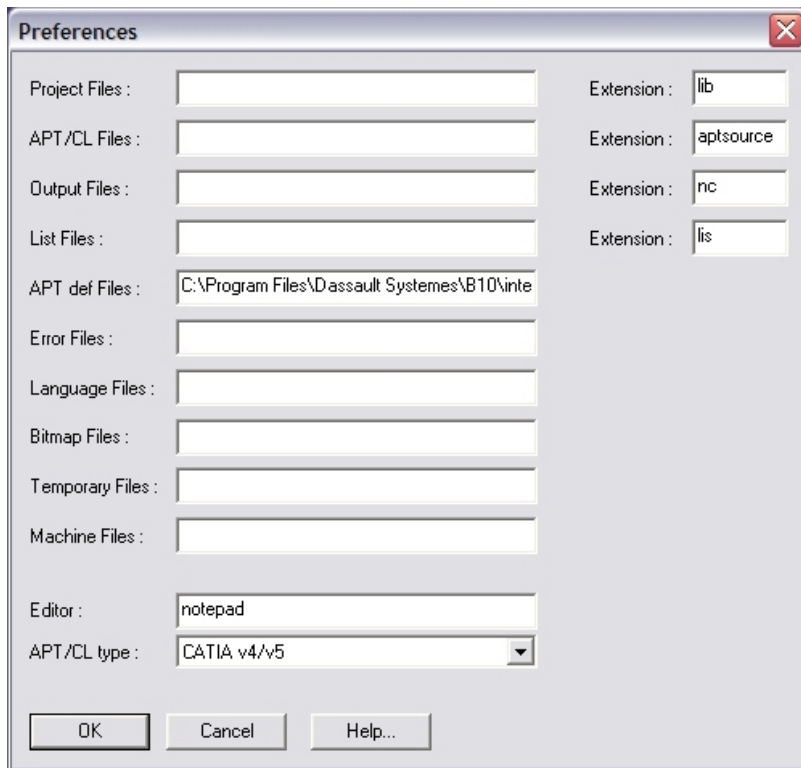 Preferences
Project Files : Extension : lib
APT/CL Files : Extension : aptsource
Output Files : Extension : nc
List Files : Extension : lis
APT def Files : C:\Program Files\Dassault Systemes\B10\inte
Error Files :
Language Files :
Bitmap Files :
Temporary Files :
Machine Files :
Editor : notepad
APT/CL type : CATIA v4/v5
OK Cancel Help...